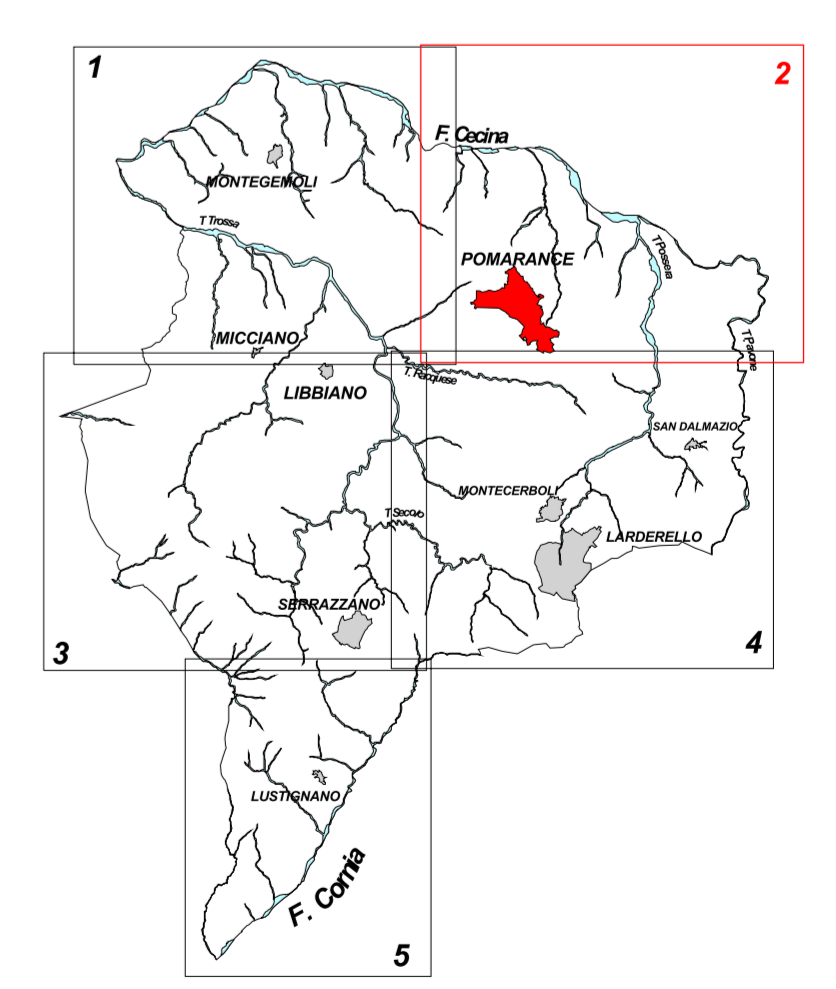 1
2
F. Cecina
MONTEGEMOLI
T Trossa
T Possera
POMARANCE
T Pavone
MICCIANO
LIBBIANO
T. Racquese
SAN DALMAZIO
MONTECERBOLI
T Secolo
LARDERELLO
SERRAZZANO
3
4
LUSTIGNANO
F. Cornia
5